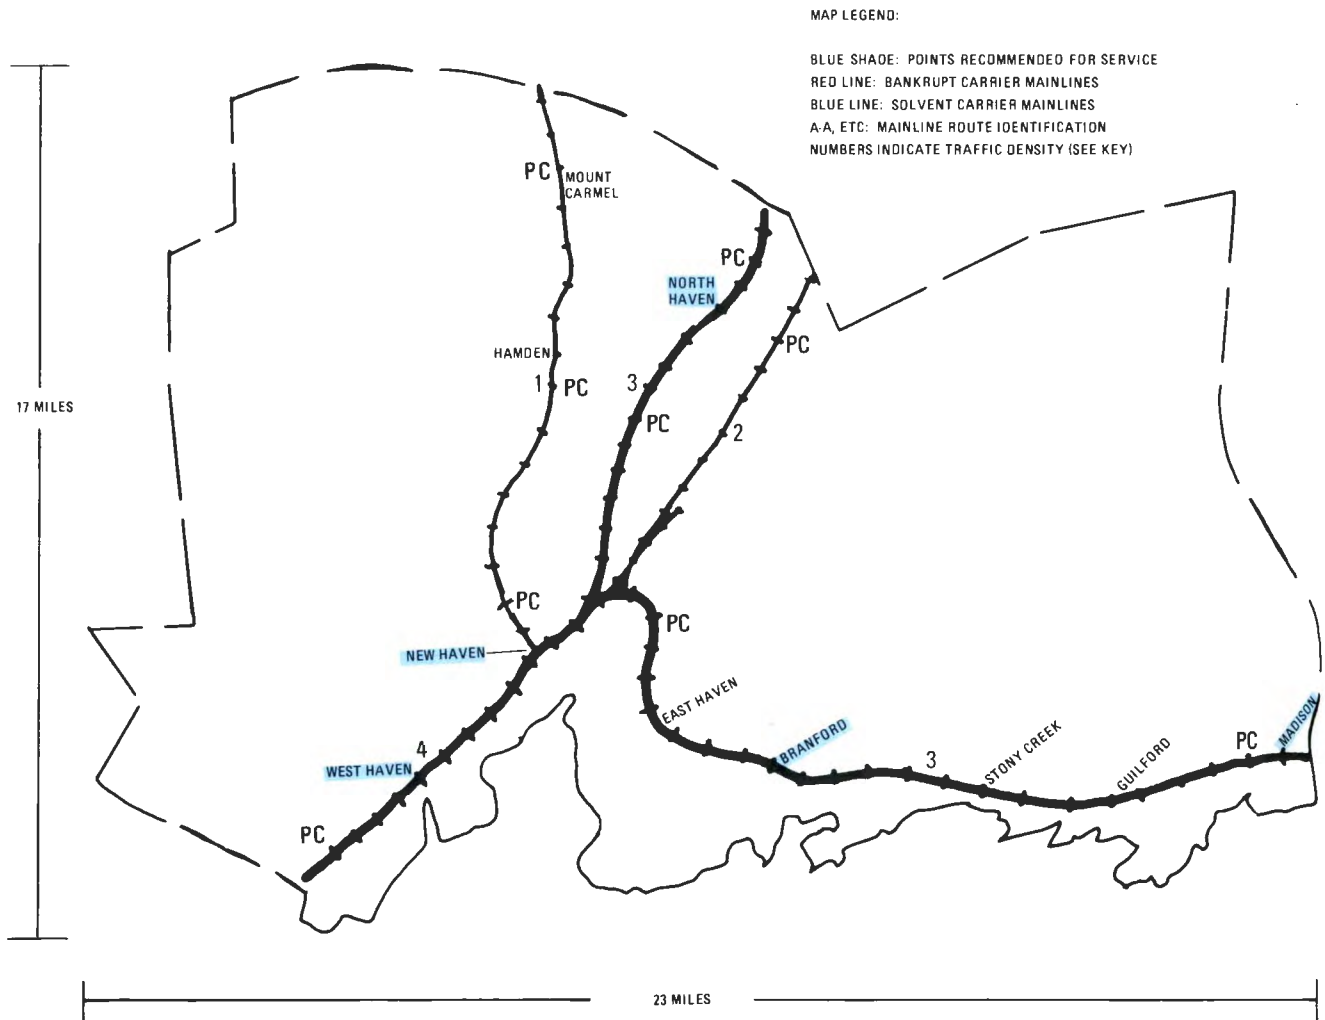 MAP LEGEND:
BLUE SHADE: POINTS RECOMMENDED FOR SERVICE
RED LINE: BANKRUPT CARRIER MAINLINES
BLUE LINE: SOLVENT CARRIER MAINLINES
A-A, ETC: MAINLINE ROUTE IDENTIFICATION
NUMBERS INDICATE TRAFFIC DENSITY (SEE KEY)
PC
MOUNT
CARMEL
PC
NORTH
HAVEN
PC
HAMDEN
1 PC
3
PC
2
17 MILES
PC
PC
NEW HAVEN
EAST HAVEN
BRANFORD
MADISON
PC
3
STONY CREEK
GUILFORD
4
WEST HAVEN
PC
23 MILES